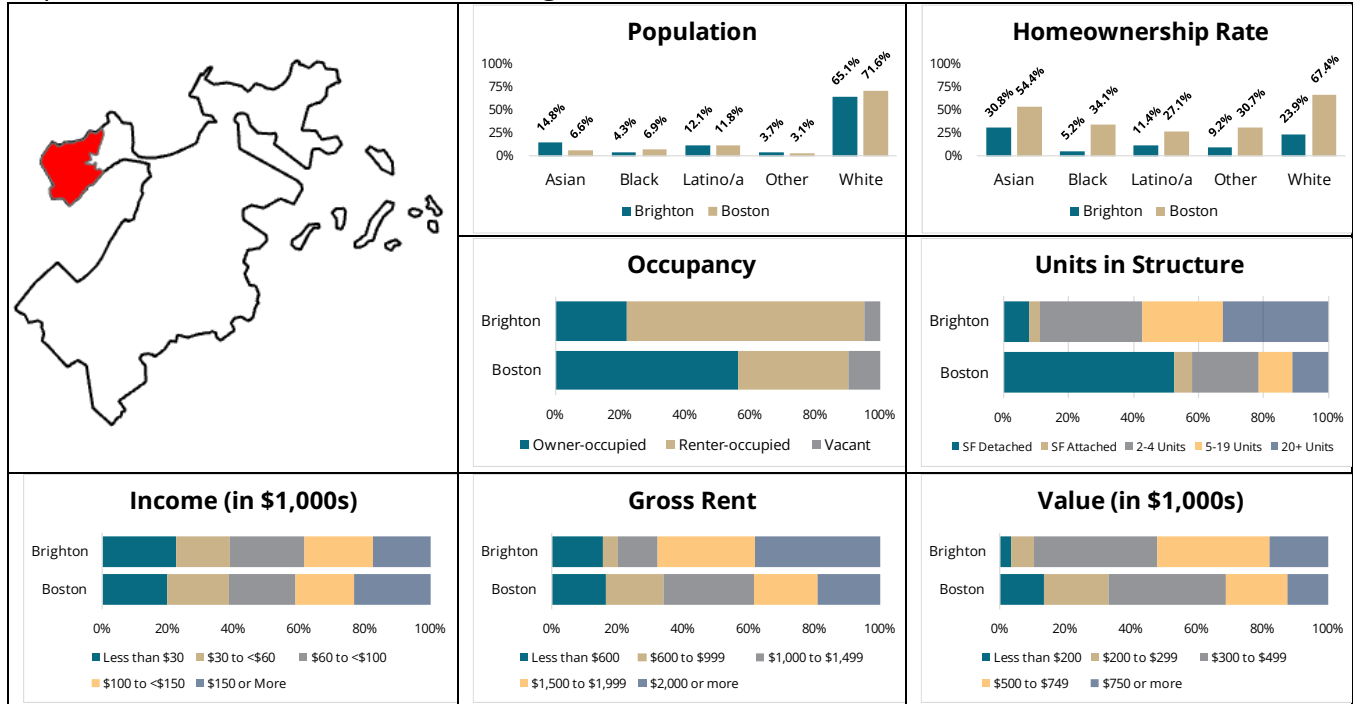 Population
100%
75%
50%
25%
0%
14.8%
6.6%
4.3%
6.9%
12.1%
11.8%
3.7%
3.1%
65.1%
71.6%
Asian Black Latino/a Other White
Brighton Boston
Homeownership Rate
100%
75%
50%
25%
0%
30.8%
54.4%
5.2%
34.1%
11.4%
27.1%
9.2%
30.7%
23.9%
67.4%
Asian Black Latino/a Other White
Brighton Boston
Occupancy
Brighton
Boston
0% 20% 40% 60% 80% 100%
Owner-occupied Renter-occupied Vacant
Units in Structure
Brighton
Boston
0% 20% 40% 60% 80% 100%
SF Detached SF Attached 2-4 Units 5-19 Units 20+ Units
Income (in $1,000s)
Brighton
Boston
0% 20% 40% 60% 80% 100%
Less than $30 $30 to <$60 $60 to <$100
$100 to <$150 $150 or More
Gross Rent
Brighton
Boston
0% 20% 40% 60% 80% 100%
Less than $600 $600 to $999 $1,000 to $1,499
$1,500 to $1,999 $2,000 or more
Value (in $1,000s)
Brighton
Boston
0% 20% 40% 60% 80% 100%
Less than $200 $200 to $299 $300 to $499
$500 to $749 $750 or more